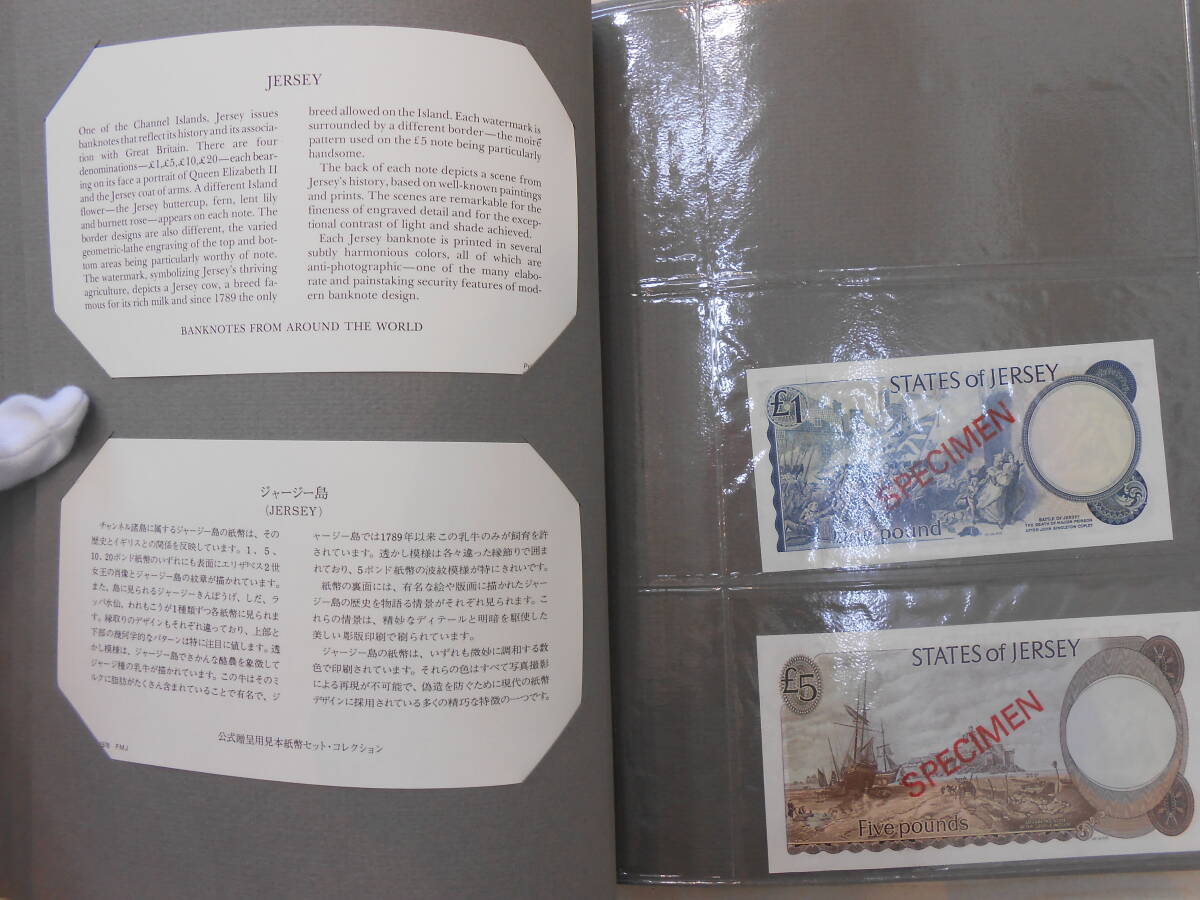 JERSEY
One of the Channel Islands, Jersey issues
banknotes that reflect its history and its associa-
tion with Great Britain. There are four
denominations—£1,£5,£10,£20—each bear-
ing on its face a portrait of Queen Elizabeth II
and the Jersey coat of arms. A different Island
flower—the Jersey buttercup, fern, lent lily
and burnett rose—appears on each note. The
border designs are also different, the varied
geometric-lathe engraving of the top and bot-
tom areas being particularly worthy of note.
The watermark, symbolizing Jersey's thriving
agriculture, depicts a Jersey cow, a breed fa-
mous for its rich milk and since 1789 the only
breed allowed on the Island. Each watermark is
surrounded by a different border—the moiré
pattern used on the £5 note being particularly
handsome.
The back of each note depicts a scene from
Jersey's history, based on well-known paintings
and prints. The scenes are remarkable for the
fineness of engraved detail and for the excep-
tional contrast of light and shade achieved.
Each Jersey banknote is printed in several
subtly harmonious colors, all of which are
anti-photographic—one of the many elabo-
rate and painstaking security features of mod-
ern banknote design.
BANKNOTES FROM AROUND THE WORLD
ジャージー島
(JERSEY)
チャンネル諸島に属するジャージー島の紙幣は、その
歴史とイギリスとの関係を反映しています。1、5、
10、20ポンド紙幣のいずれにも表面にエリザベス2世
女王の肖像とジャージー島の紋章が描かれています。
また、島に見られるジャージーきんぽうげ、しだ、ラ
ッパ水仙、われもこうが1種類ずつ各紙幣に見られま
す。縁取りのデザインもそれぞれ違っており、上部と
下部の幾何学的なパターンは特に注目に値します。透
かし模様は、ジャージー島でさかんな酪農を象徴して
ジャージ種の乳牛が描かれています。この牛はそのミ
ルクに脂肪がたくさん含まれていることで有名で、ジ
ャージー島では1789年以来この乳牛のみが飼育を許
されています。透かし模様は各々違った縁飾りで囲ま
れており、5ポンド紙幣の波紋模様が特にきれいです。
紙幣の裏面には、有名な絵や版画に描かれたジャー
ジー島の歴史を物語る情景がそれぞれ見られます。こ
れらの情景は、精妙なディテールと明暗を駆使した
美しい彫版印刷で刷られています。
ジャージー島の紙幣は、いずれも微妙に調和する数
色で印刷されています。それらの色はすべて写真撮影
による再現が不可能で、偽造を防ぐために現代の紙幣
デザインに採用されている多くの精巧な特徴の一つです。
公式贈呈用見本紙幣セット・コレクション
FMJ
STATES of JERSEY
£1
SPECIMEN
One pound
BATTLE OF JERSEY
THE DEATH OF MAJOR PEIRSON
AFTER JOHN SINGLETON COPLEY
STATES of JERSEY
£5
SPECIMEN
Five pounds